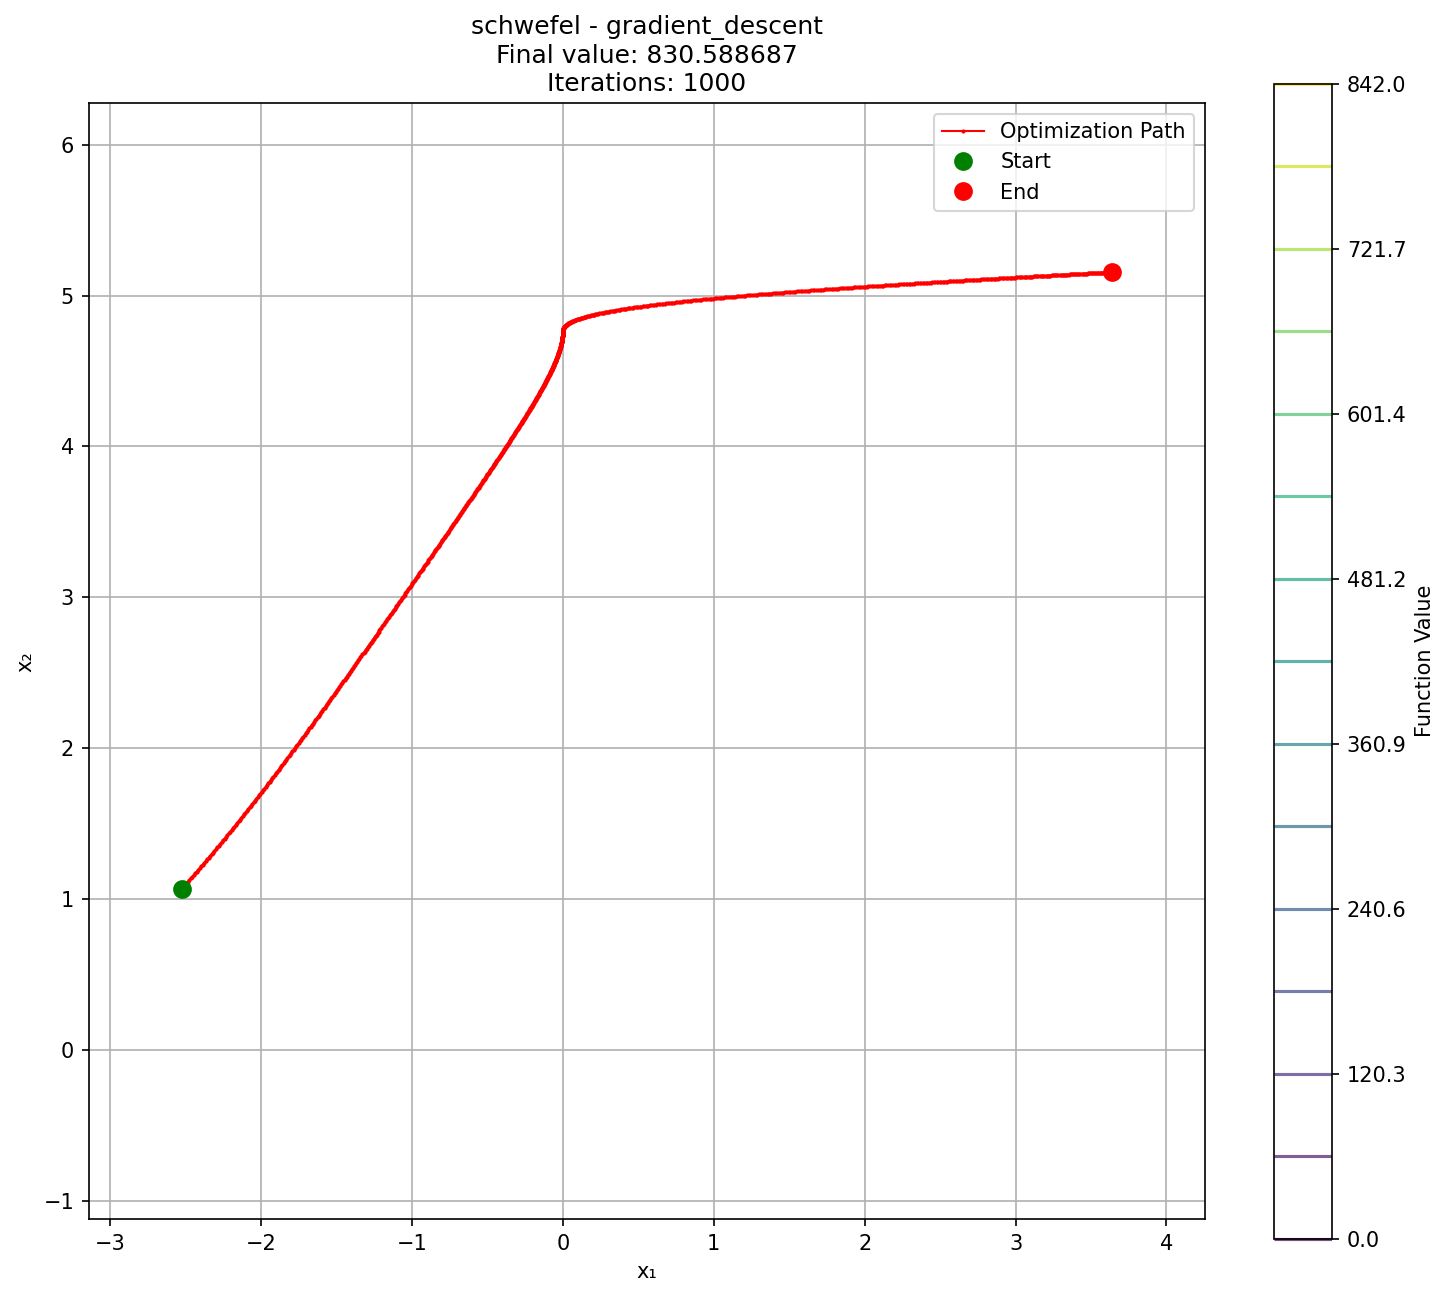 schwefel - gradient_descent
Final value: 830.588687
Iterations: 1000
Optimization Path
Start
End
6
5
4
3
2
1
0
−1
x₂
−3
−2
−1
0
1
2
3
4
x₁
842.0
721.7
601.4
481.2
360.9
240.6
120.3
0.0
Function Value